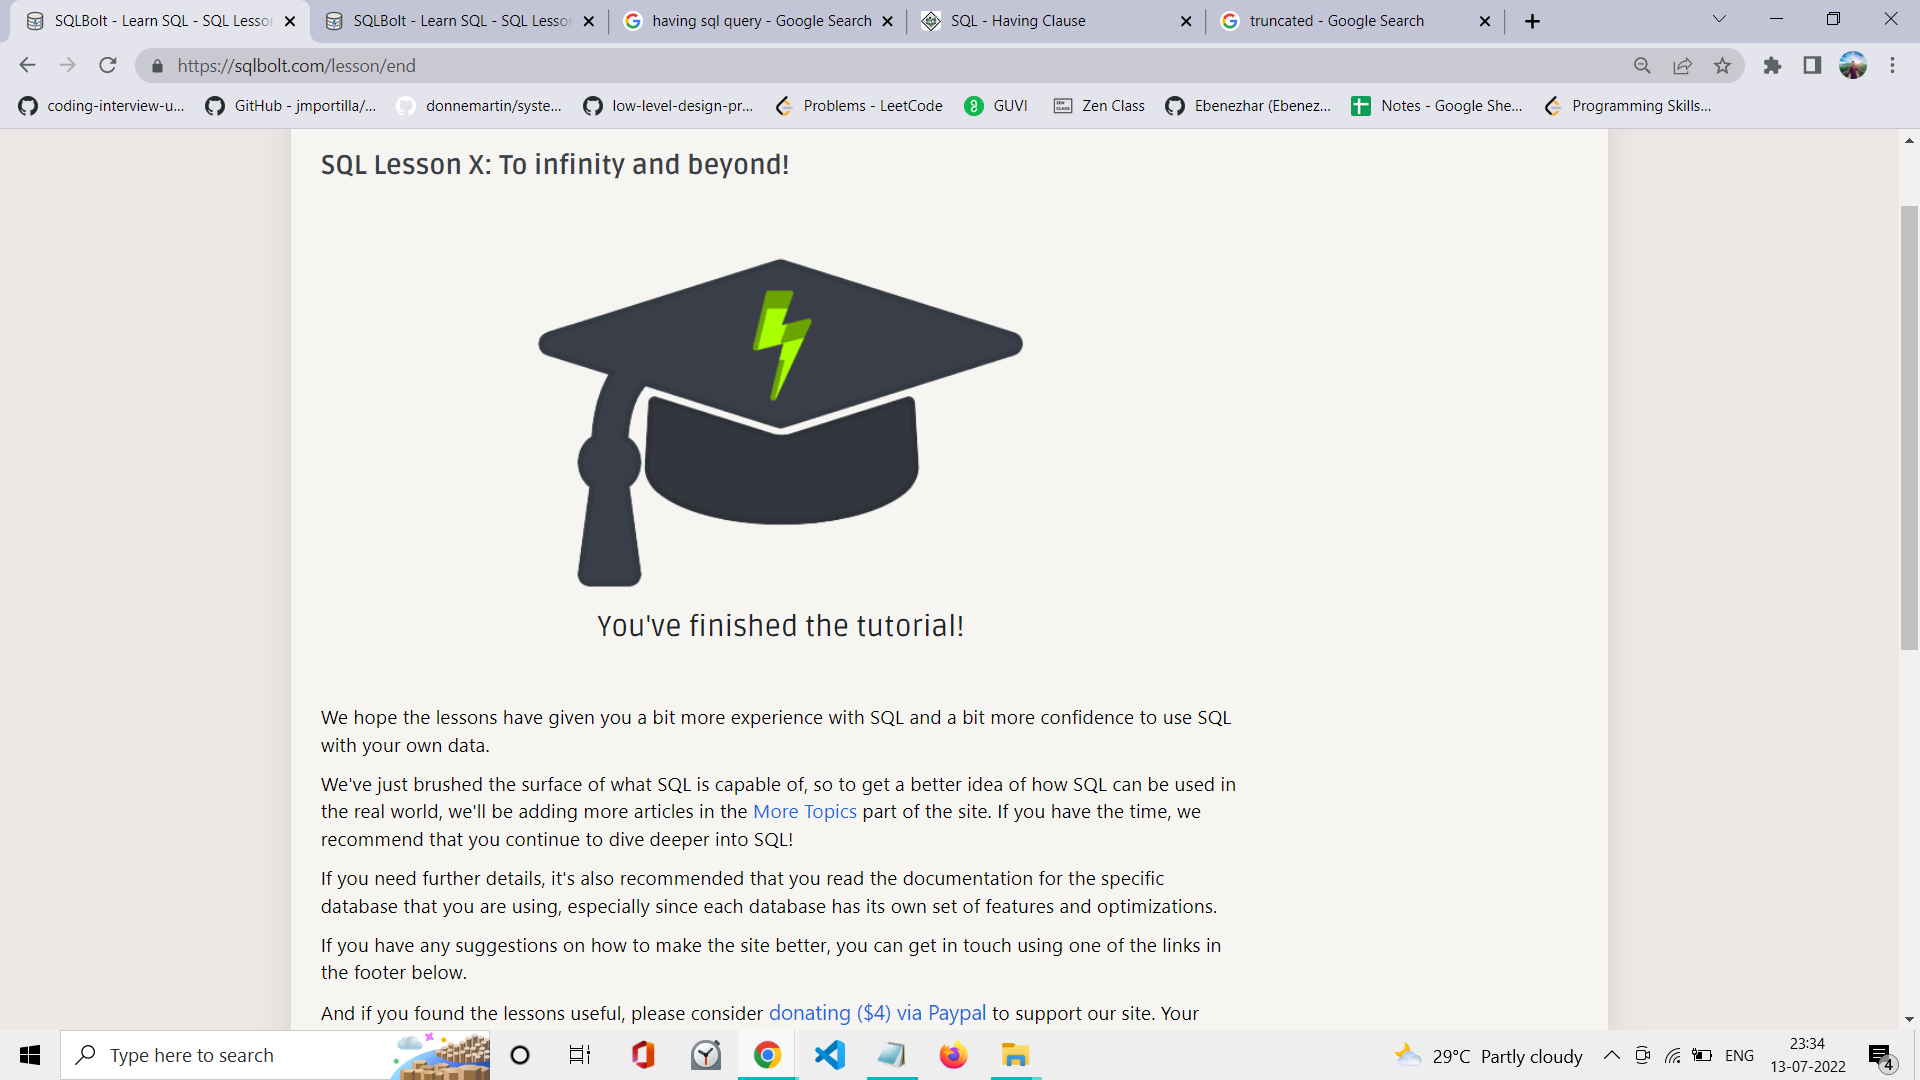 SQLBolt - Learn SQL - SQL Lesson
SQLBolt - Learn SQL - SQL Lesson
having sql query - Google Search
SQL - Having Clause
truncated - Google Search
https://sqlbolt.com/lesson/end
coding-interview-u...
GitHub - jmportilla/...
donnemartin/syste...
low-level-design-pr...
Problems - LeetCode
GUVI
Zen Class
Ebenezhar (Ebenez...
Notes - Google She...
Programming Skills...
SQL Lesson X: To infinity and beyond!
You've finished the tutorial!
We hope the lessons have given you a bit more experience with SQL and a bit more confidence to use SQL
with your own data.
We've just brushed the surface of what SQL is capable of, so to get a better idea of how SQL can be used in
the real world, we'll be adding more articles in the More Topics part of the site. If you have the time, we
recommend that you continue to dive deeper into SQL!
If you need further details, it's also recommended that you read the documentation for the specific
database that you are using, especially since each database has its own set of features and optimizations.
If you have any suggestions on how to make the site better, you can get in touch using one of the links in
the footer below.
And if you found the lessons useful, please consider donating ($4) via Paypal to support our site. Your
Type here to search
29°C Partly cloudy
ENG
23:34
13-07-2022
4